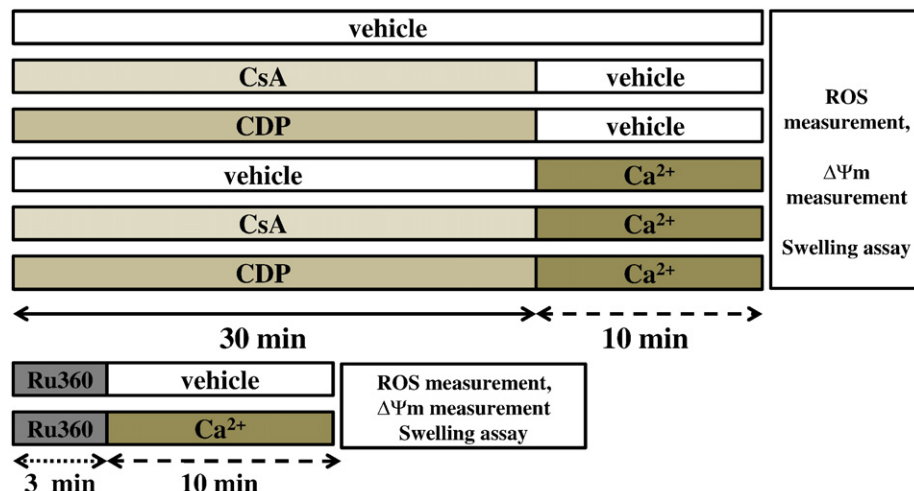 vehicle
CsA vehicle
CDP vehicle
vehicle Ca²⁺
CsA Ca²⁺
CDP Ca²⁺
30 min 10 min
ROS
measurement,
ΔΨm
measurement
Swelling assay
Ru360 vehicle
Ru360 Ca²⁺
3 min 10 min
ROS measurement,
ΔΨm measurement
Swelling assay